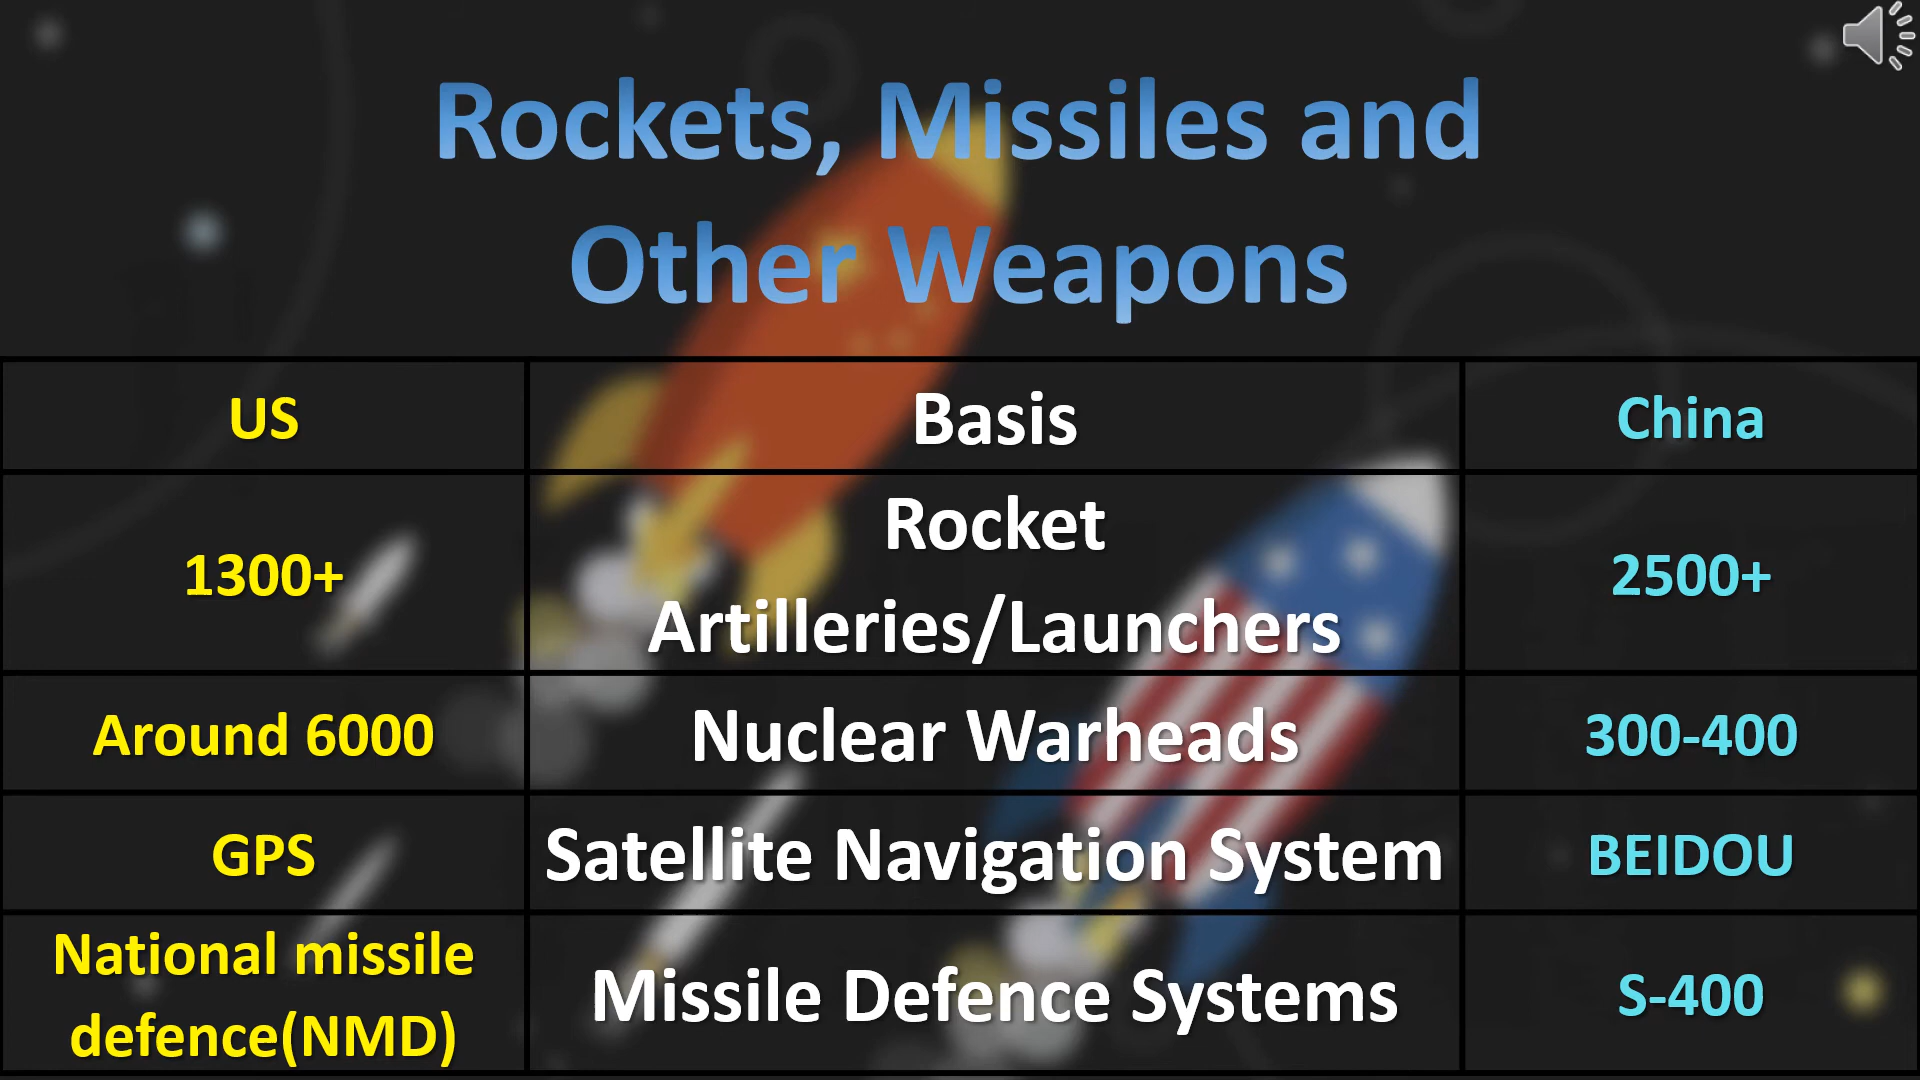 Rockets, Missiles and
Other Weapons
US
Basis
China
1300+
Rocket
Artilleries/Launchers
2500+
Around 6000
Nuclear Warheads
300-400
GPS
Satellite Navigation System
BEIDOU
National missile
defence(NMD)
Missile Defence Systems
S-400